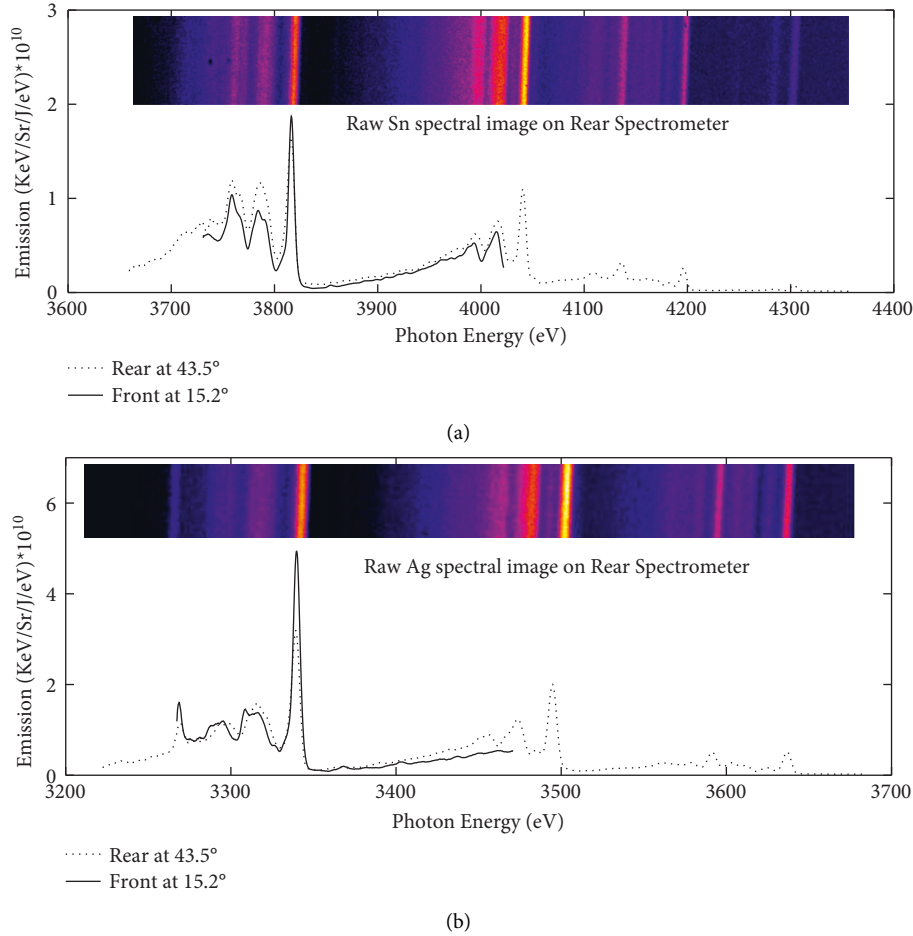 3
2
1
0
Emission (KeV/Sr/J/eV)*10^10
Raw Sn spectral image on Rear Spectrometer
3600 3700 3800 3900 4000 4100 4200 4300 4400
Photon Energy (eV)
Rear at 43.5°
Front at 15.2°
(a)
6
4
2
0
Emission (KeV/Sr/J/eV)*10^10
Raw Ag spectral image on Rear Spectrometer
3200 3300 3400 3500 3600 3700
Photon Energy (eV)
Rear at 43.5°
Front at 15.2°
(b)